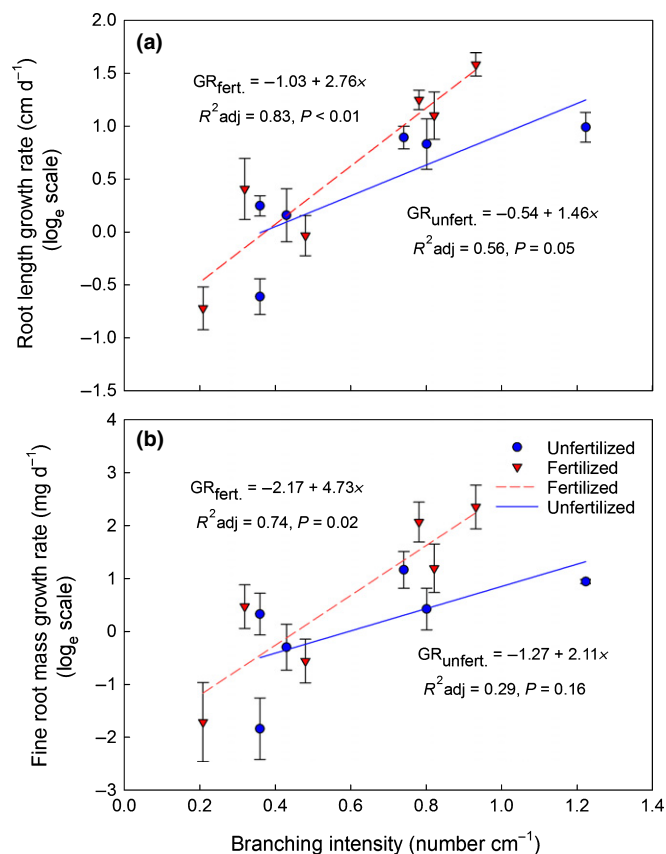 (a)
2.0
1.5
1.0
0.5
0.0
–0.5
–1.0
–1.5
Root length growth rate (cm d⁻¹)
(logₑ scale)
GR_fert. = –1.03 + 2.76x
R²adj = 0.83, P < 0.01
GR_unfert. = –0.54 + 1.46x
R²adj = 0.56, P = 0.05
(b)
4
3
2
1
0
–1
–2
–3
Fine root mass growth rate (mg d⁻¹)
(logₑ scale)
Unfertilized
Fertilized
Fertilized
Unfertilized
GR_fert. = –2.17 + 4.73x
R²adj = 0.74, P = 0.02
GR_unfert. = –1.27 + 2.11x
R²adj = 0.29, P = 0.16
0.0 0.2 0.4 0.6 0.8 1.0 1.2 1.4
Branching intensity (number cm⁻¹)